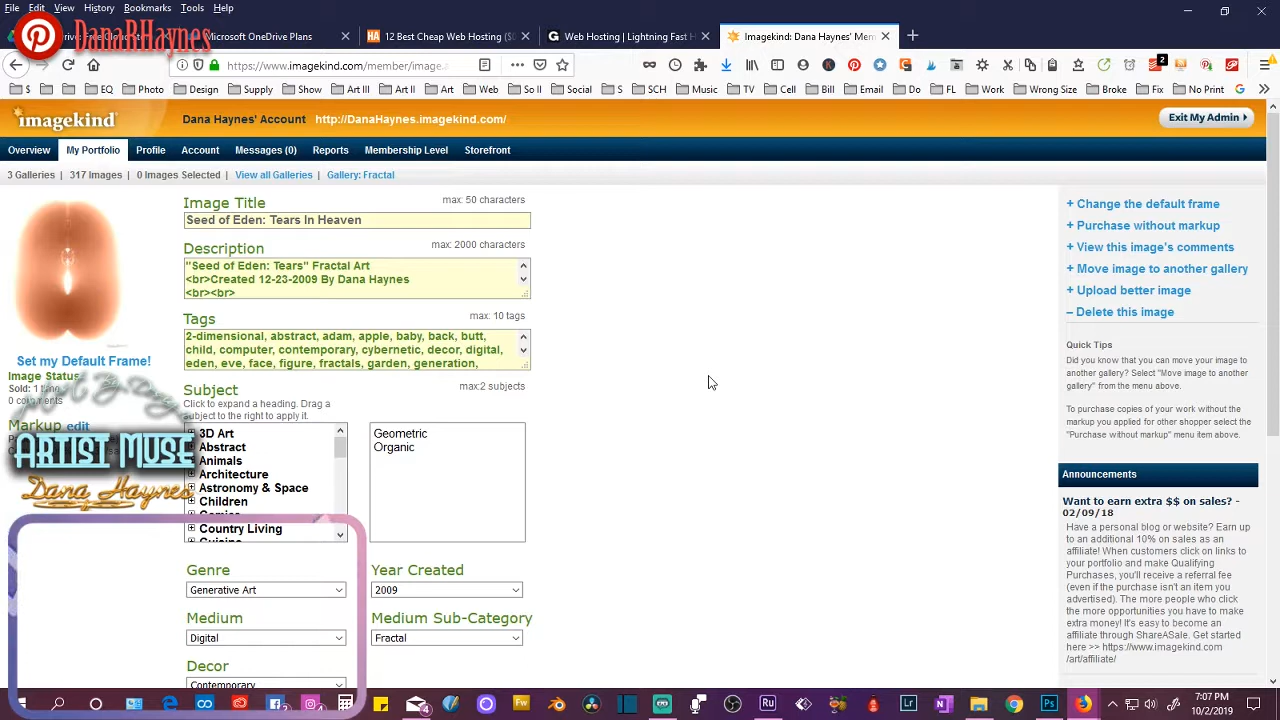 File Edit View History Bookmarks Tools Help
DanaRHaynes
Microsoft OneDrive Plans
12 Best Cheap Web Hosting ($0
Web Hosting | Lightning Fast H
Imagekind: Dana Haynes' Mem
https://www.imagekind.com/member/image.a
2
S EQ Photo Design Supply Show Art III Art II Art Web So II Social S SCH Music TV Cell Bill Email Do FL Work Wrong Size Broke Fix No Print
imagekind
Dana Haynes' Account http://DanaHaynes.imagekind.com/
Exit My Admin
Overview My Portfolio Profile Account Messages (0) Reports Membership Level Storefront
3 Galleries | 317 Images | 0 Images Selected | View all Galleries | Gallery: Fractal
Image Title max: 50 characters
Seed of Eden: Tears In Heaven
Description max: 2000 characters
"Seed of Eden: Tears" Fractal Art
<br>Created 12-23-2009 By Dana Haynes
<br><br>
Tags max: 10 tags
2-dimensional, abstract, adam, apple, baby, back, butt,
child, computer, contemporary, cybernetic, decor, digital,
eden, eve, face, figure, fractals, garden, generation,
Set my Default Frame!
Image Status
Sold: 1 time
0 comments
Markup edit
ARTIST MUSE
Dana Haynes
Subject max:2 subjects
Click to expand a heading. Drag a
subject to the right to apply it.
3D Art
Abstract
Animals
Architecture
Astronomy & Space
Children
Comics
Country Living
Cuisine
Geometric
Organic
Genre Year Created
Generative Art 2009
Medium Medium Sub-Category
Digital Fractal
Decor
Contemporary
+ Change the default frame
+ Purchase without markup
+ View this image's comments
+ Move image to another gallery
+ Upload better image
– Delete this image
Quick Tips
Did you know that you can move your image to
another gallery? Select "Move image to another
gallery" from the menu above.
To purchase copies of your work without the
markup you applied for other shopper select the
"Purchase without markup" menu item above.
Announcements
Want to earn extra $$ on sales? -
02/09/18
Have a personal blog or website? Earn up
to an additional 10% on sales as an
affiliate! When customers click on links to
your portfolio and make Qualifying
Purchases, you'll receive a referral fee
(even if the purchase isn't an item you
advertised). The more people who click
the more opportunities you have to make
extra money! It's easy to become an
affiliate through ShareASale. Get started
here >> https://www.imagekind.com
/art/affiliate/
Fw
Ru
Lr
Ps
7:07 PM
10/2/2019